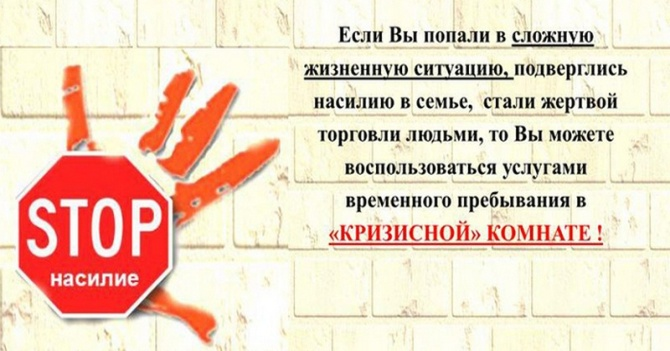 STOP
насилие
Если Вы попали в сложную
жизненную ситуацию, подверглись
насилию в семье, стали жертвой
торговли людьми, то Вы можете
воспользоваться услугами
временного пребывания в
«КРИЗИСНОЙ» КОМНАТЕ !